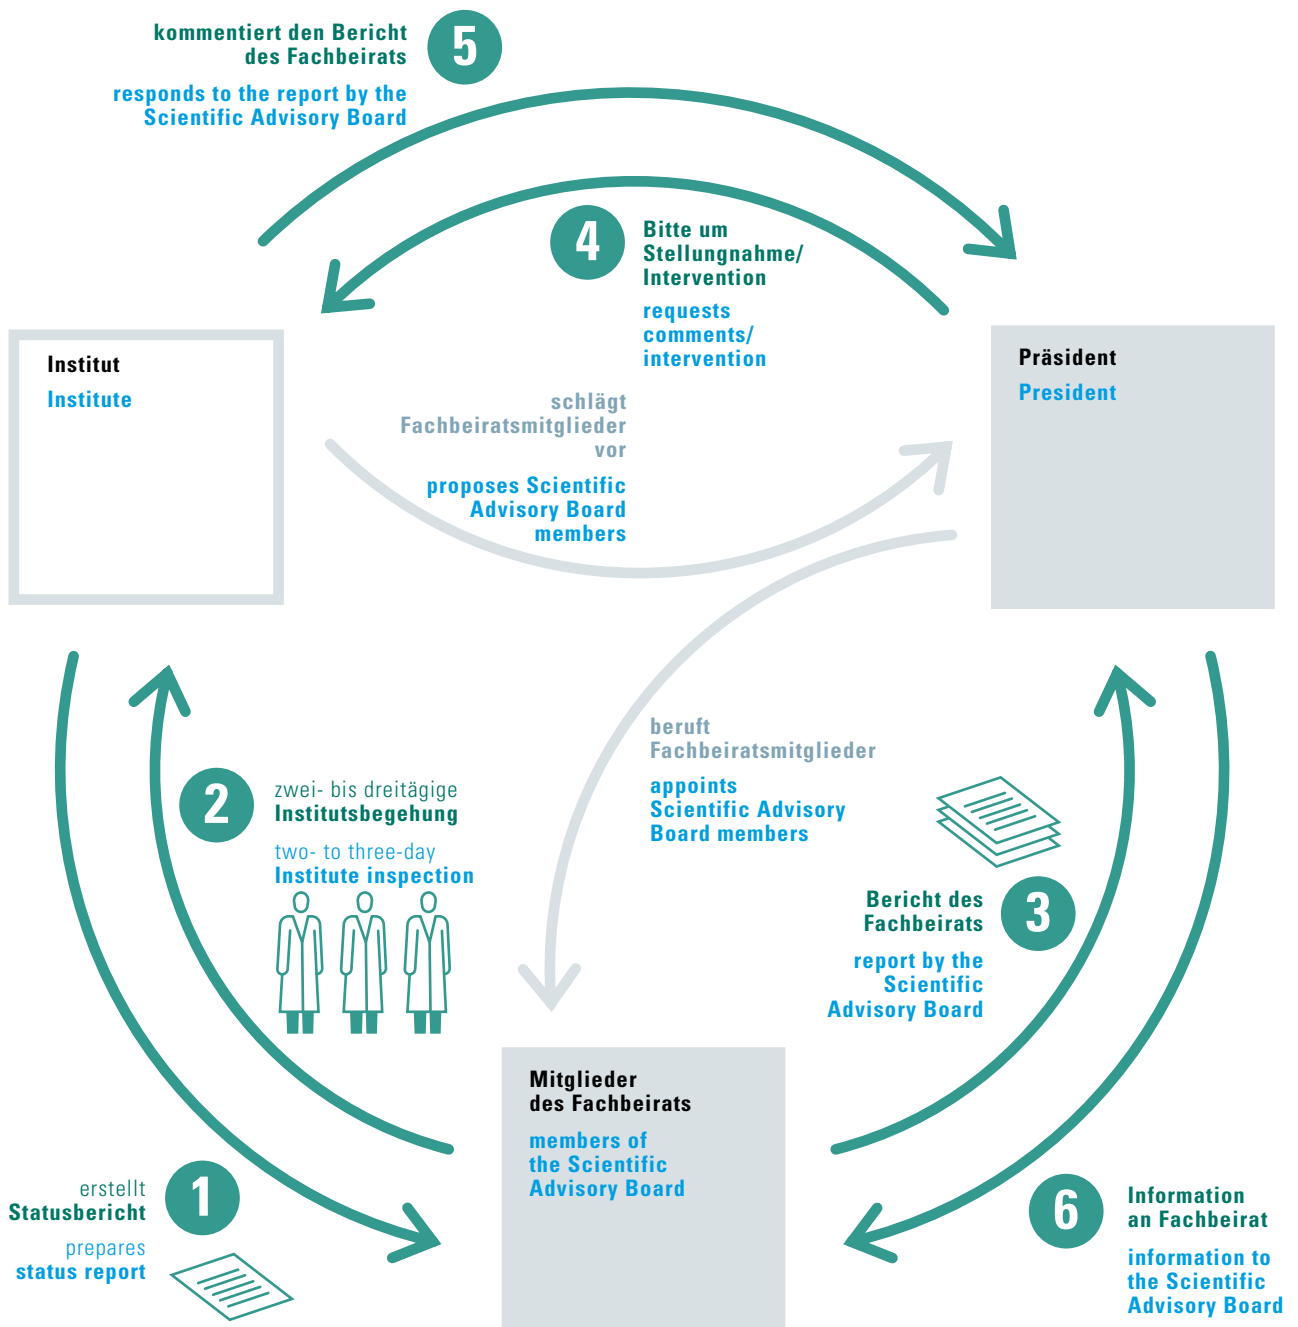 kommentiert den Bericht
des Fachbeirats
responds to the report by the
Scientific Advisory Board
5
4
Bitte um
Stellungnahme/
Intervention
requests
comments/
intervention
Institut
Institute
Präsident
President
schlägt
Fachbeiratsmitglieder
vor
proposes Scientific
Advisory Board
members
beruft
Fachbeiratsmitglieder
appoints
Scientific Advisory
Board members
2
zwei- bis dreitägige
Institutsbegehung
two- to three-day
Institute inspection
Bericht des
Fachbeirats
report by the
Scientific
Advisory Board
3
Mitglieder
des Fachbeirats
members of
the Scientific
Advisory Board
erstellt
Statusbericht
prepares
status report
1
6
Information
an Fachbeirat
information to
the Scientific
Advisory Board